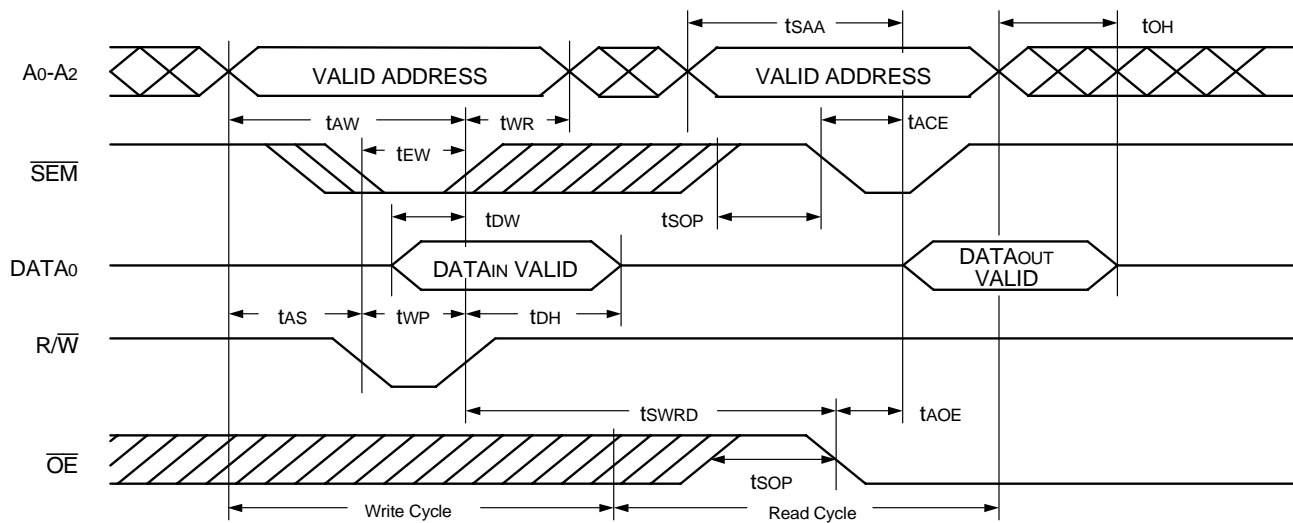 tSAA
tOH
A0-A2
VALID ADDRESS
VALID ADDRESS
tAW
tWR
tACE
tEW
SEM
tDW
tSOP
DATA0
DATAIN VALID
DATAOUT
VALID
tAS
tWP
tDH
R/W
tSWRD
tAOE
OE
tSOP
Write Cycle
Read Cycle